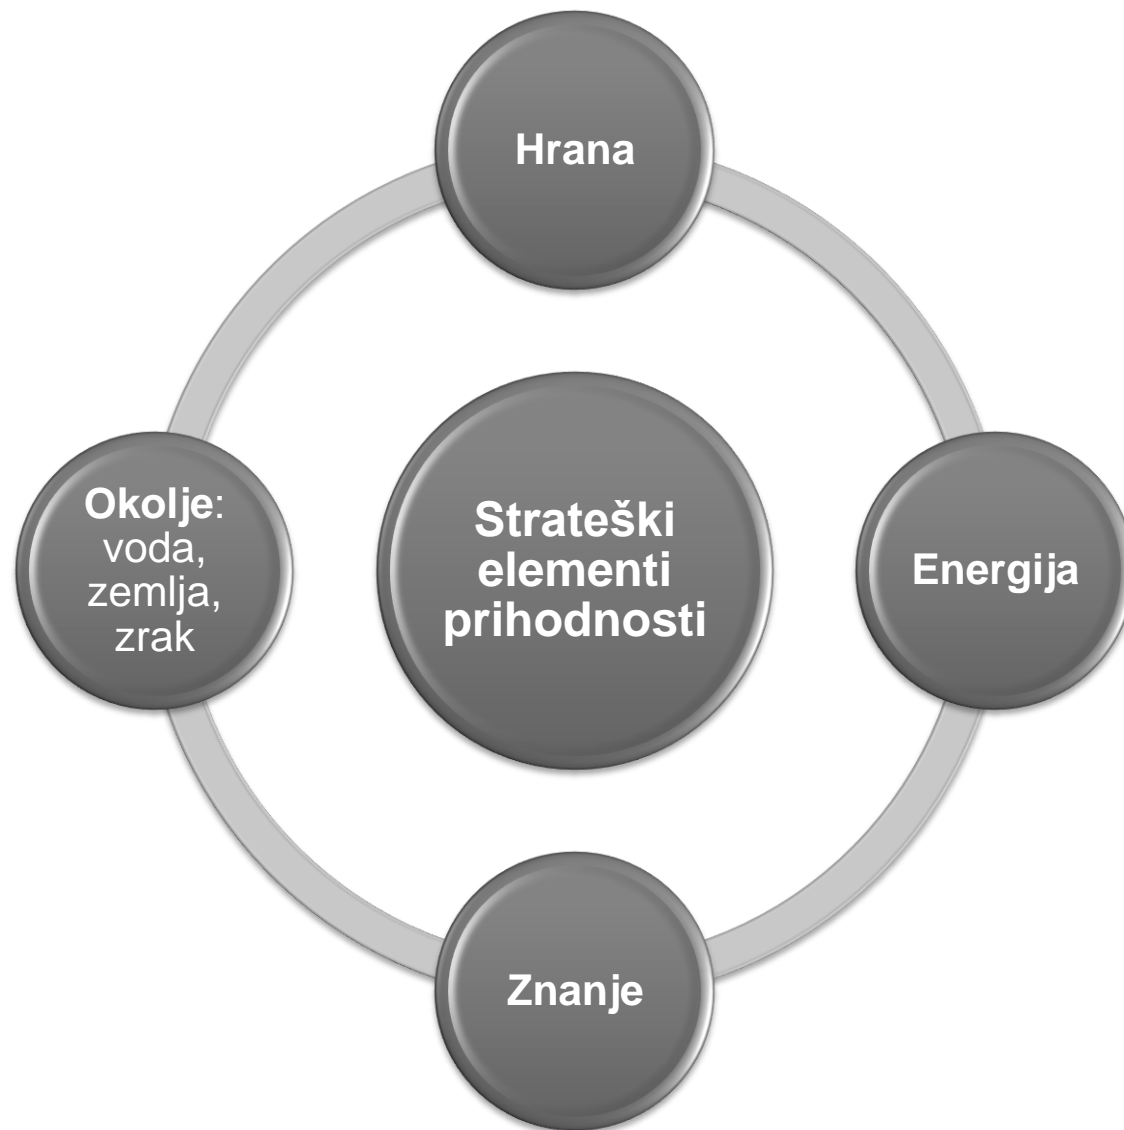 Hrana
Okolje:
voda,
zemlja,
zrak
Strateški
elementi
prihodnosti
Energija
Znanje